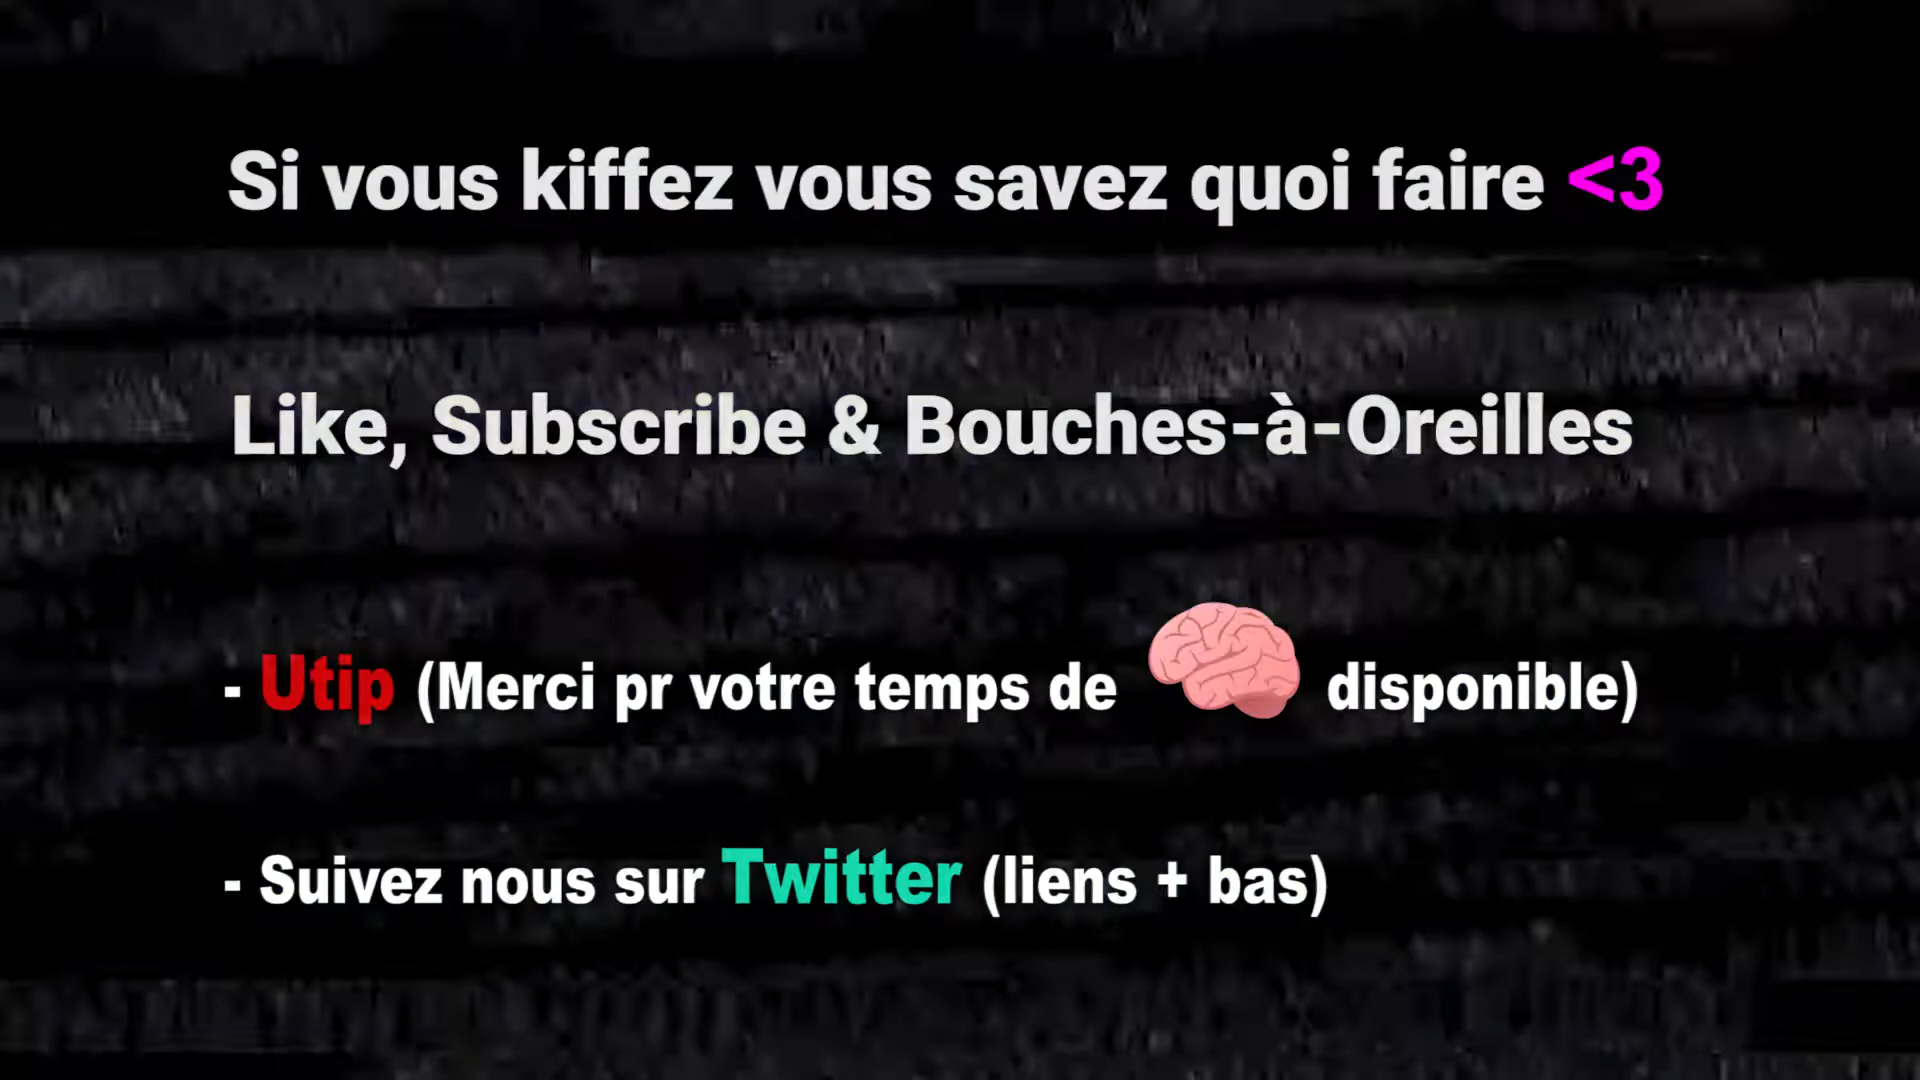 Si vous kiffez vous savez quoi faire <3
Like, Subscribe & Bouches-à-Oreilles
- Utip (Merci pr votre temps de disponible)
- Suivez nous sur Twitter (liens + bas)